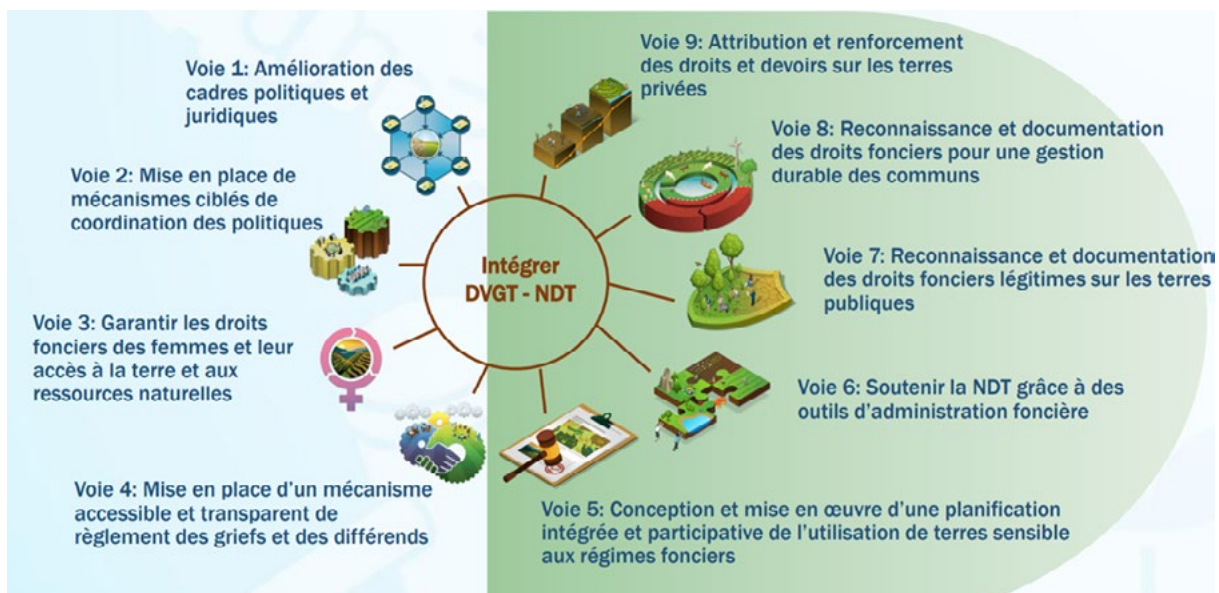 Voie 1: Amélioration des
cadres politiques et
juridiques
Voie 2: Mise en place de
mécanismes ciblés de
coordination des politiques
Voie 3: Garantir les droits
fonciers des femmes et leur
accès à la terre et aux
ressources naturelles
Voie 4: Mise en place d'un mécanisme
accessible et transparent de
règlement des griefs et des différends
Intégrer
DVGT - NDT
Voie 9: Attribution et renforcement
des droits et devoirs sur les terres
privées
Voie 8: Reconnaissance et documentation
des droits fonciers pour une gestion
durable des communs
Voie 7: Reconnaissance et documentation
des droits fonciers légitimes sur les terres
publiques
Voie 6: Soutenir la NDT grâce à des
outils d'administration foncière
Voie 5: Conception et mise en œuvre d'une planification
intégrée et participative de l'utilisation de terres sensible
aux régimes fonciers